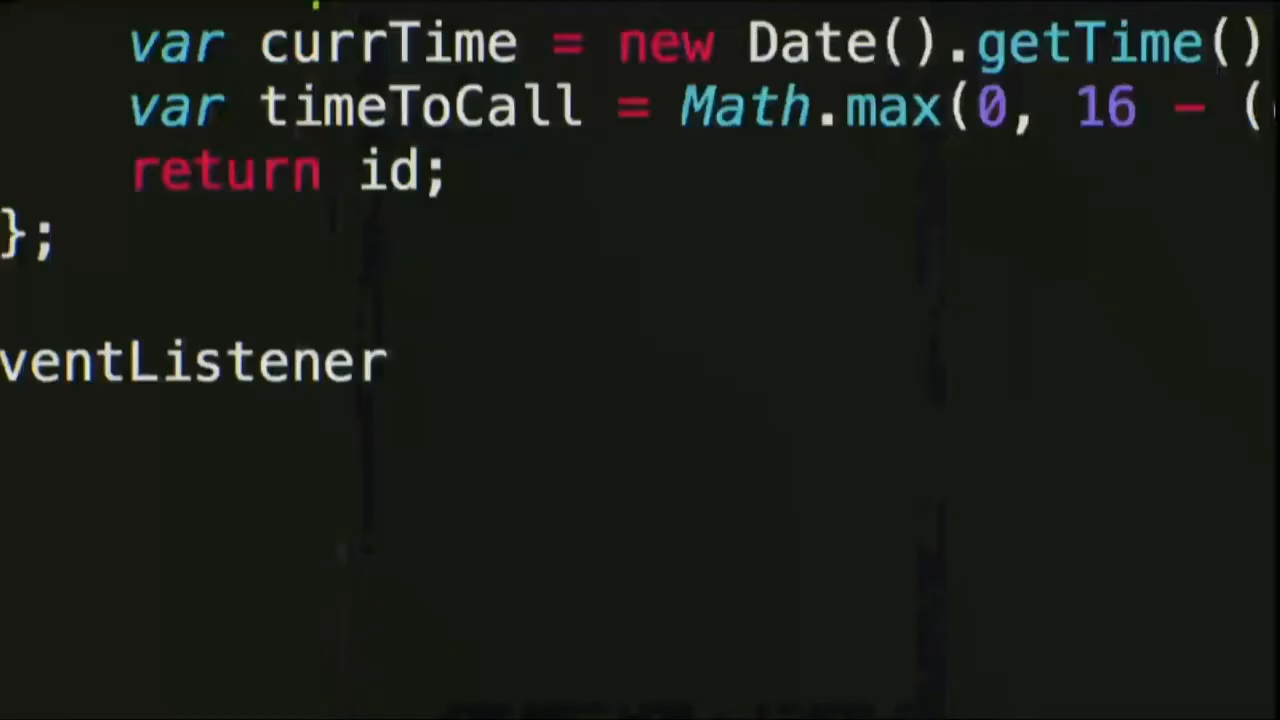 var currTime = new Date().getTime()
var timeToCall = Math.max(0, 16 - (
return id;
};
ventListener